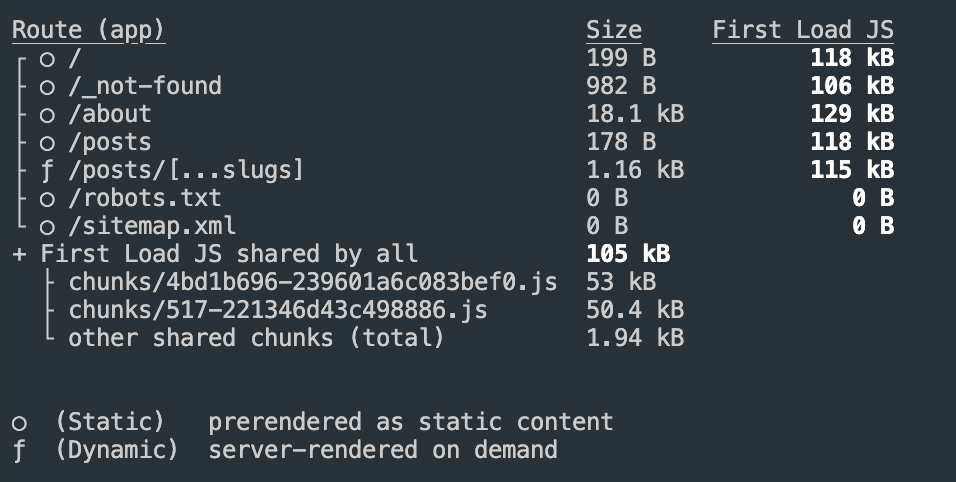 Route (app)                              Size     First Load JS
┌ ○ /                                    199 B           118 kB
├ ○ /_not-found                          982 B           106 kB
├ ○ /about                               18.1 kB         129 kB
├ ○ /posts                               178 B           118 kB
├ ƒ /posts/[...slugs]                    1.16 kB         115 kB
├ ○ /robots.txt                          0 B                0 B
└ ○ /sitemap.xml                         0 B                0 B
+ First Load JS shared by all            105 kB
  ├ chunks/4bd1b696-239601a6c083bef0.js  53 kB
  ├ chunks/517-221346d43c498886.js       50.4 kB
  └ other shared chunks (total)          1.94 kB
○  (Static)   prerendered as static content
ƒ  (Dynamic)  server-rendered on demand